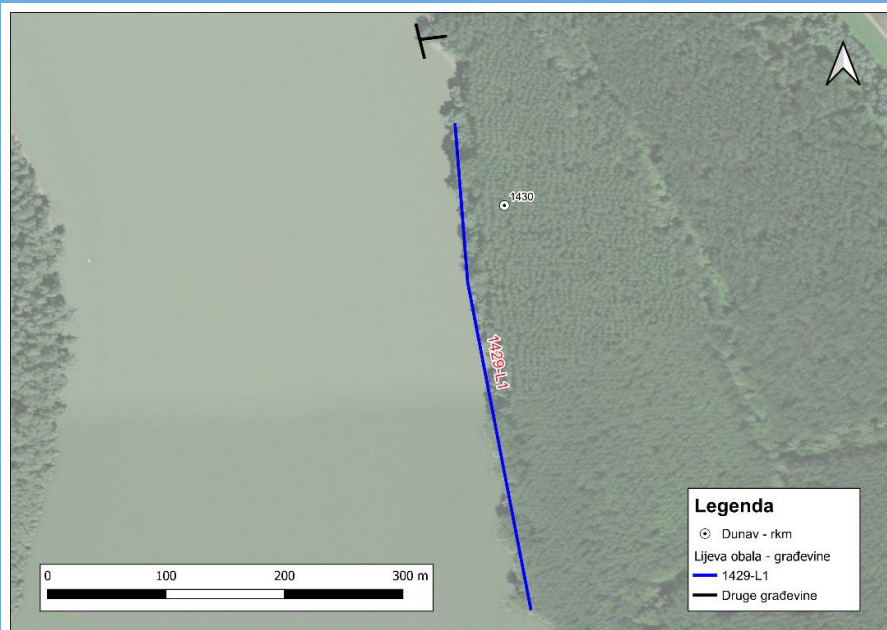 1430
1429-L1
0 100 200 300 m
Legenda
Dunav - rkm
Lijeva obala - građevine
1429-L1
Druge građevine